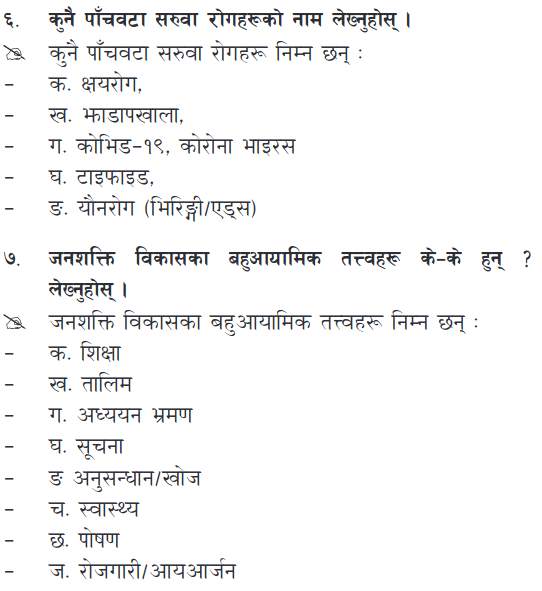 ६. कुनै पाँचवटा सरुवा रोगहरूको नाम लेख्नुहोस् ।
कुनै पाँचवटा सरुवा रोगहरू निम्न छन् :
– क. क्षयरोग,
– ख. झाडापखाला,
– ग. कोभिड–१९, कोरोना भाइरस
– घ. टाइफाइड,
– ङ. यौनरोग (भिरिङ्गी/एड्स)
७. जनशक्ति विकासका बहुआयामिक तत्त्वहरू के–के हुन् ?
लेख्नुहोस् ।
जनशक्ति विकासका बहुआयामिक तत्त्वहरू निम्न छन् :
– क. शिक्षा
– ख. तालिम
– ग. अध्ययन भ्रमण
– घ. सूचना
– ङ अनुसन्धान/खोज
– च. स्वास्थ्य
– छ. पोषण
– ज. रोजगारी/आयआर्जन